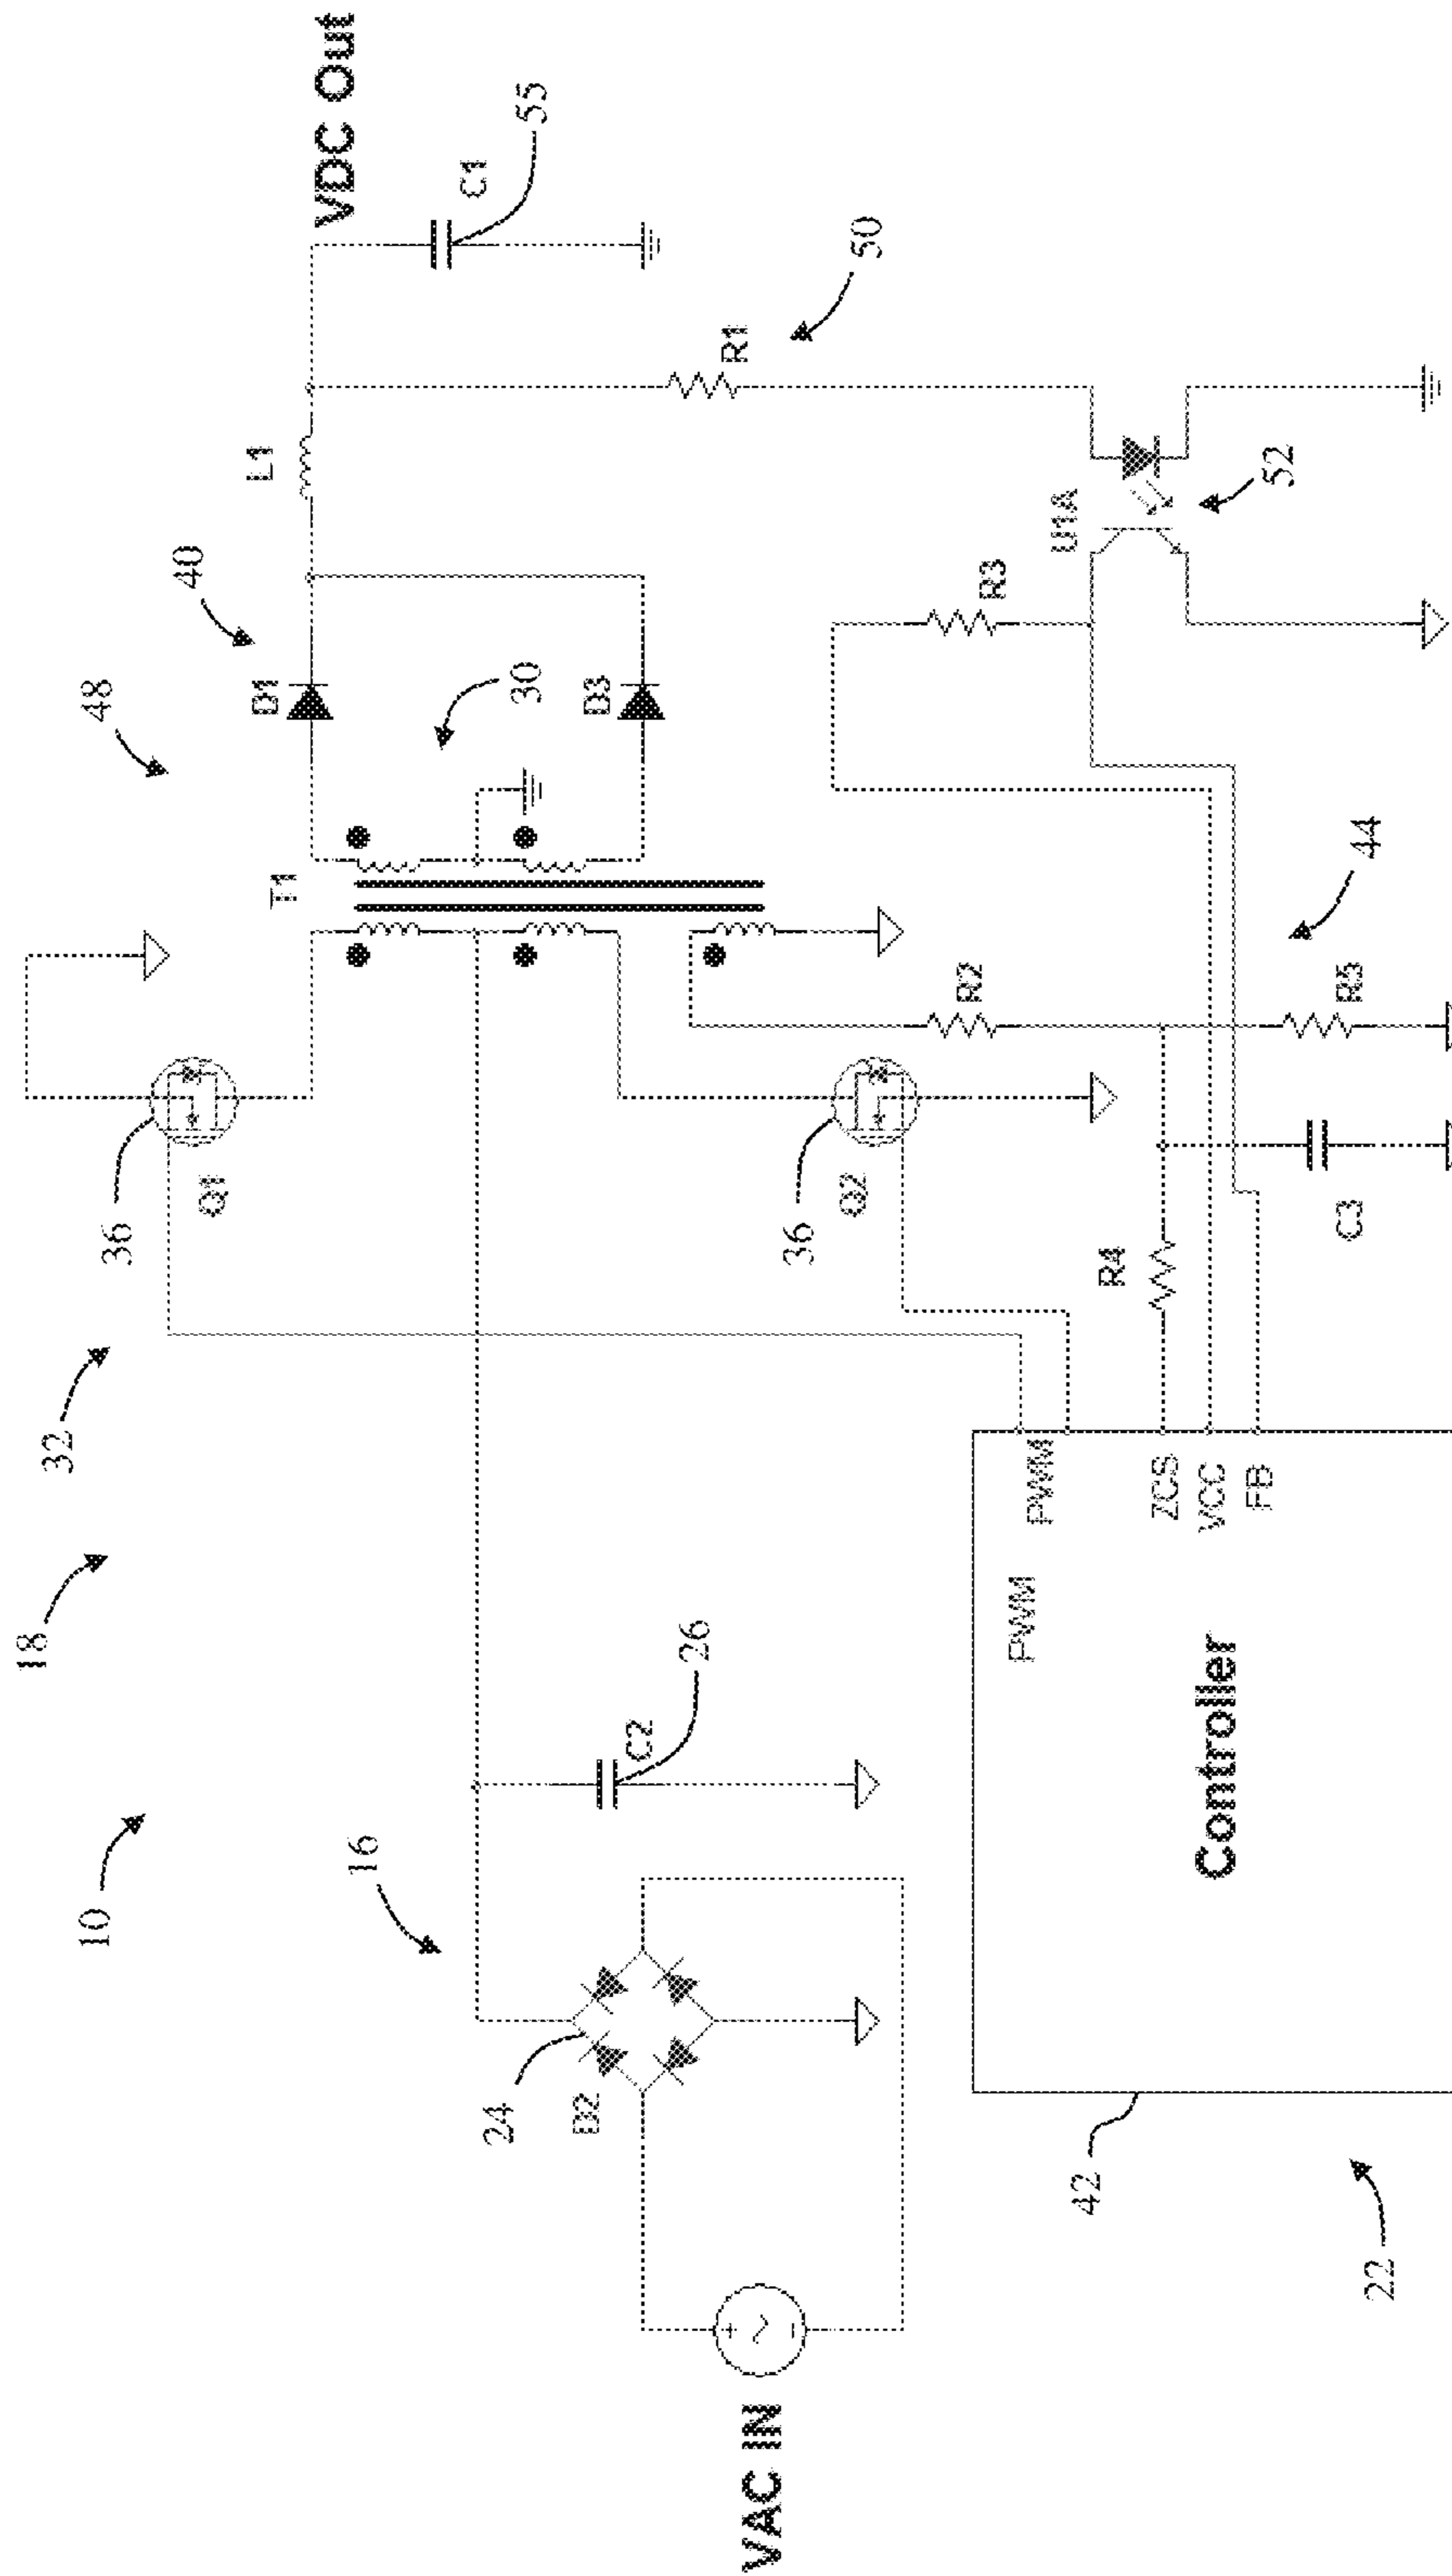 VDC Out
55
C1
50
R1
L1
40
48
D1
30
D3
T1
52
U1A
R3
44
R2
R5
36
Q1
36
Q2
C3
R4
32
18
PWM
PWM
ZCS
VCC
FB
Controller
10
26
C2
16
24
D2
42
22
VAC IN
+
-